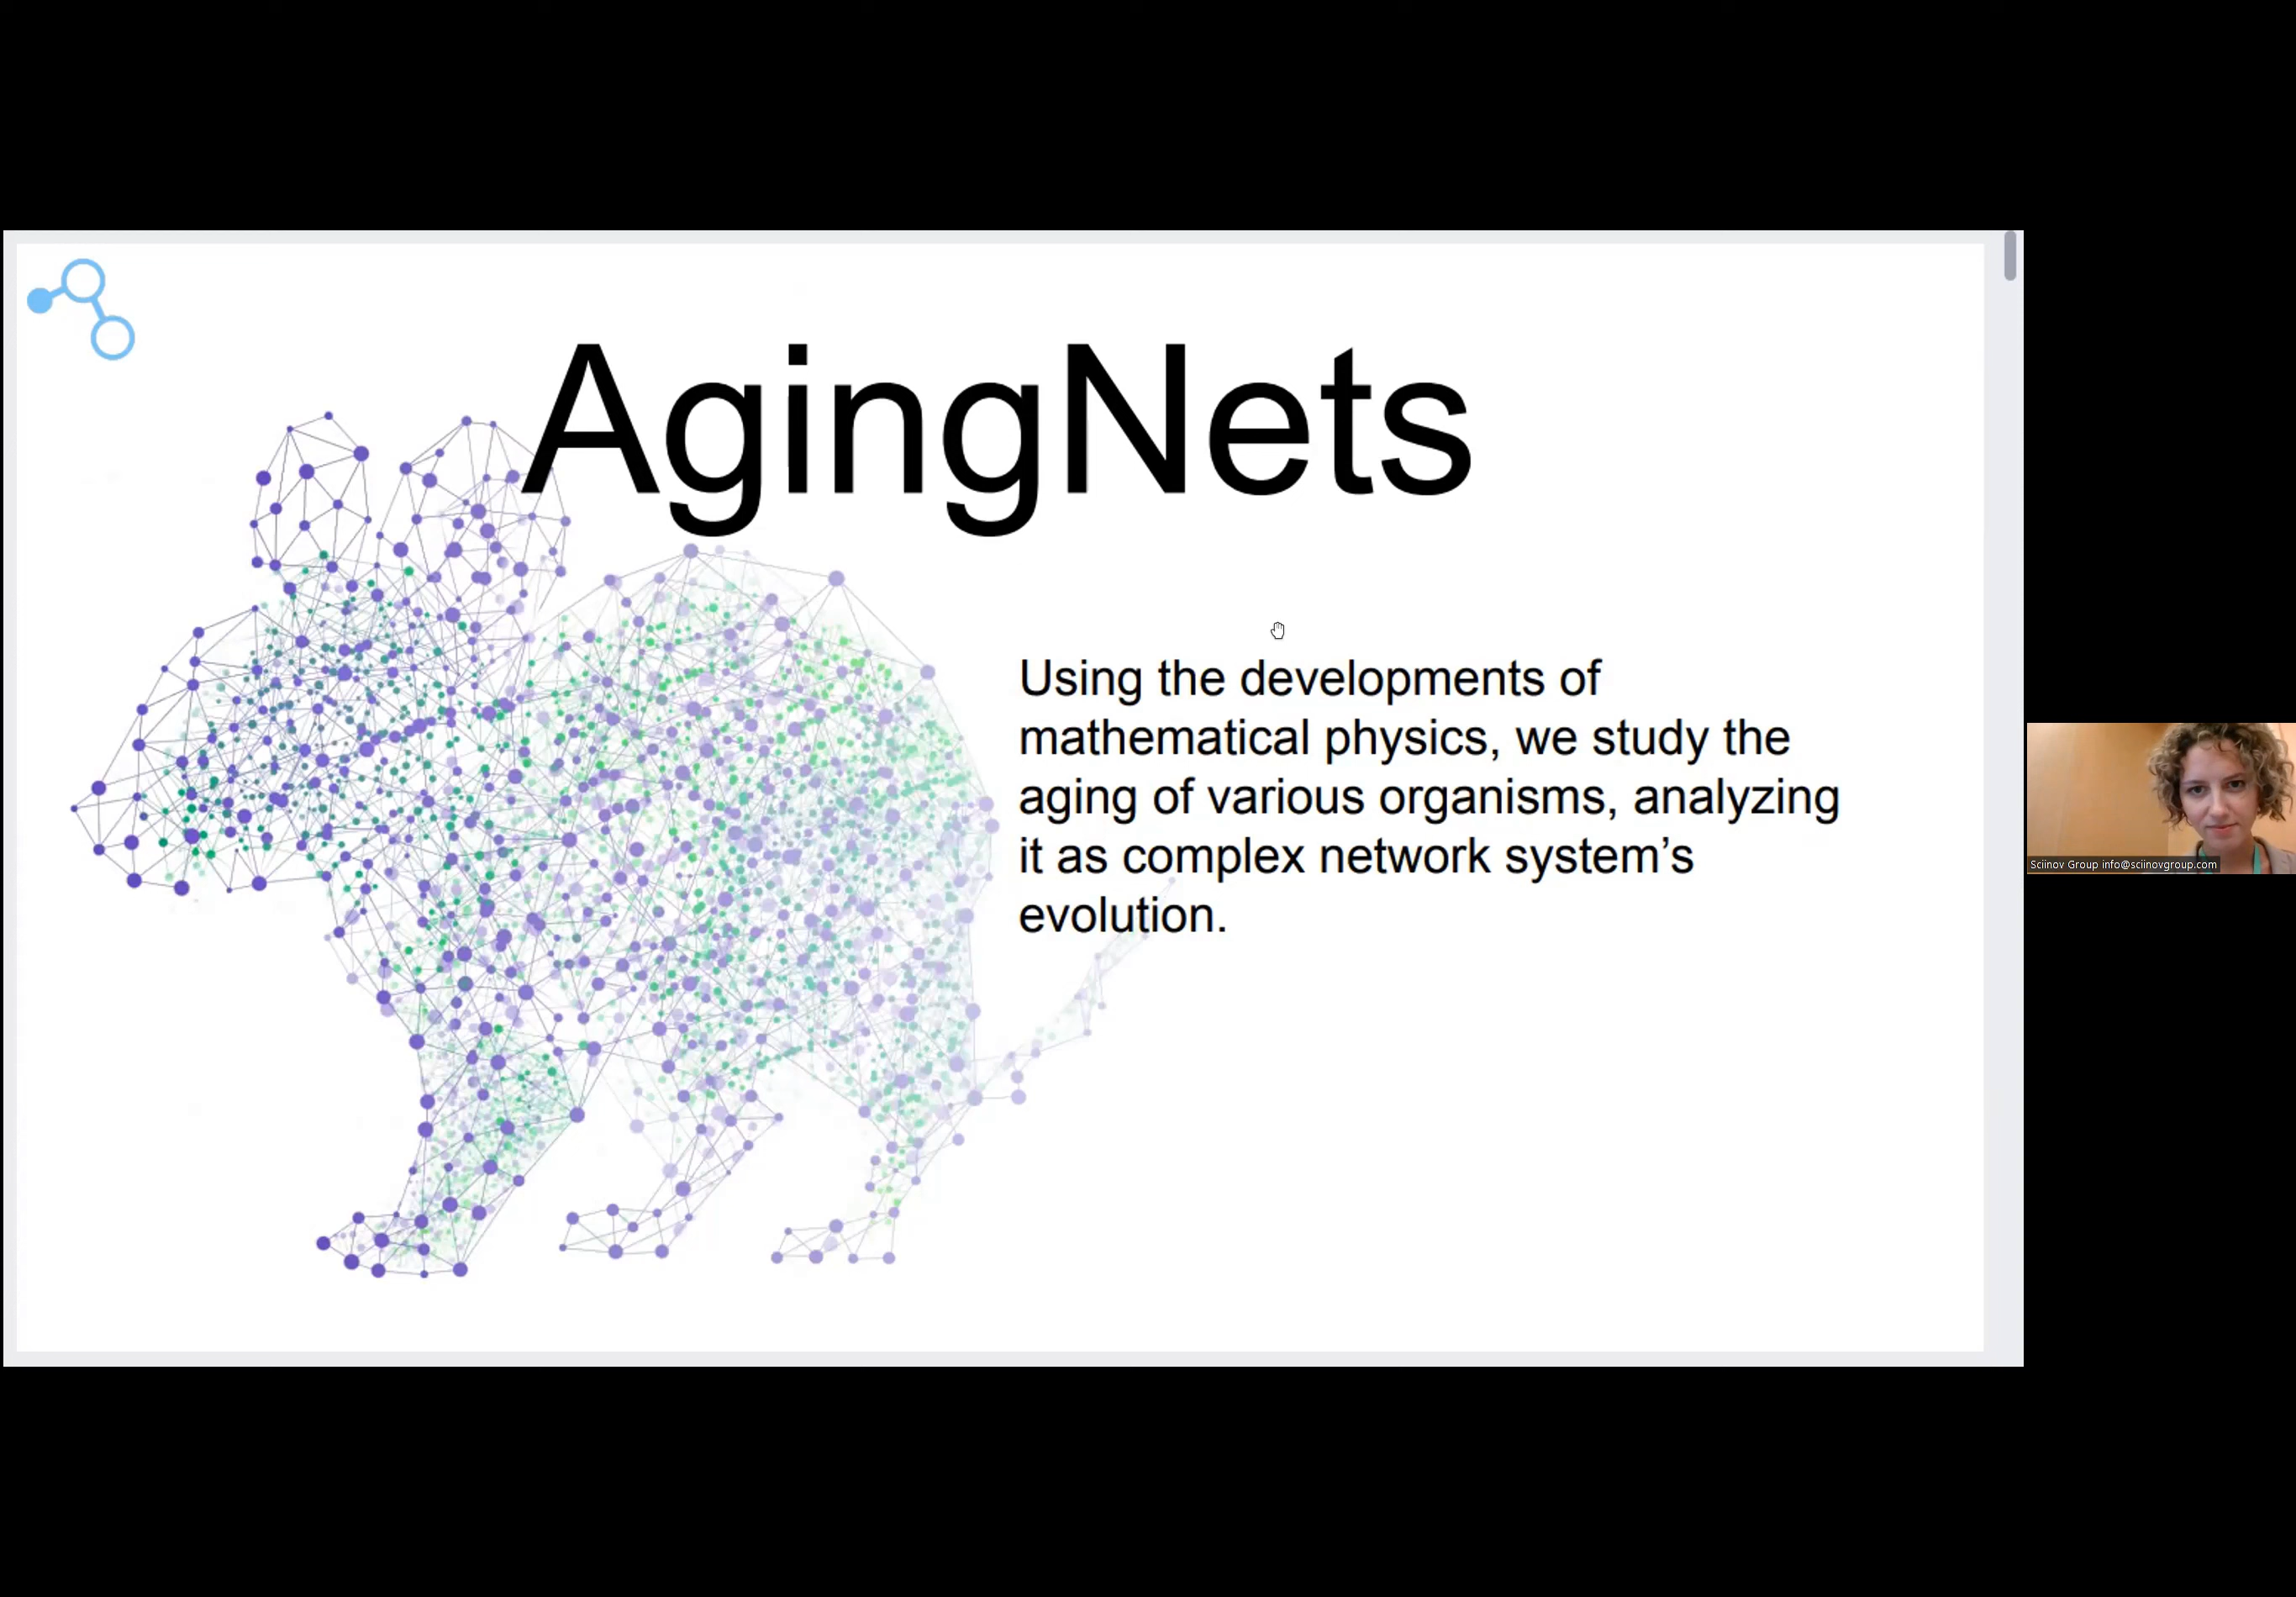 AgingNets
Using the developments of
mathematical physics, we study the
aging of various organisms, analyzing
it as complex network system’s
evolution.
Sciinov Group info@sciinovgroup.com